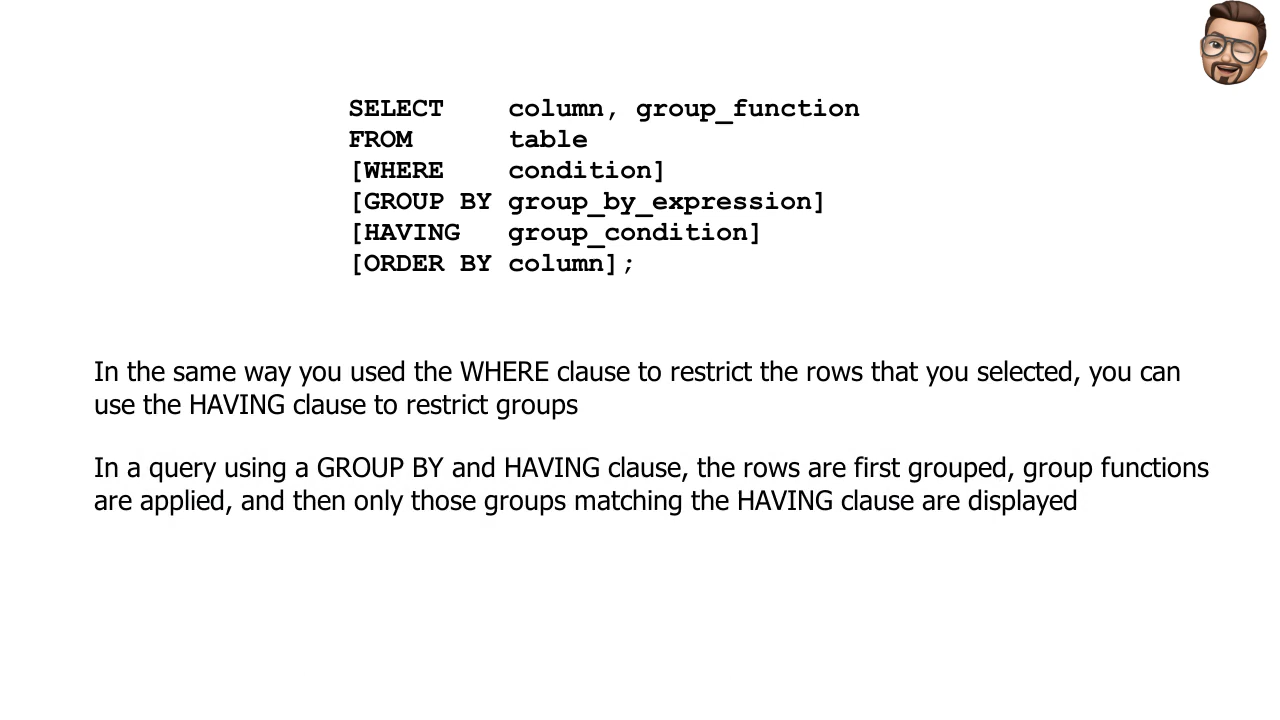 SELECT    column, group_function
FROM      table
[WHERE    condition]
[GROUP BY group_by_expression]
[HAVING   group_condition]
[ORDER BY column];
In the same way you used the WHERE clause to restrict the rows that you selected, you can
use the HAVING clause to restrict groups
In a query using a GROUP BY and HAVING clause, the rows are first grouped, group functions
are applied, and then only those groups matching the HAVING clause are displayed